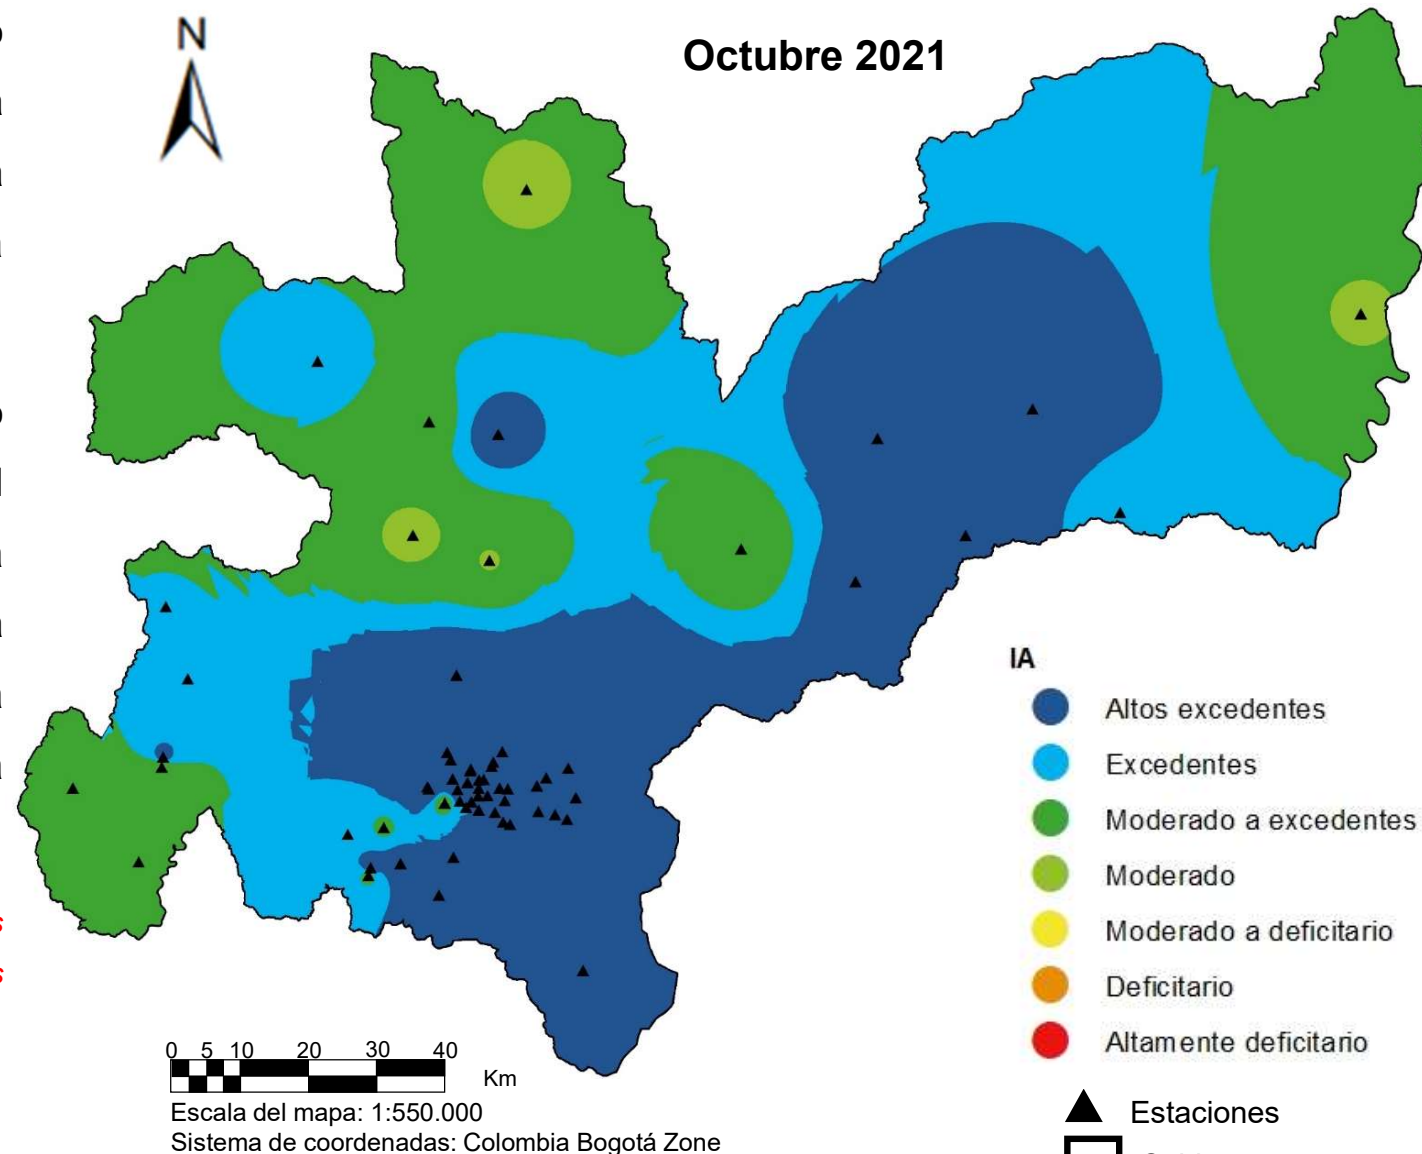 N
Octubre 2021
IA
Altos excedentes
Excedentes
Moderado a excedentes
Moderado
Moderado a deficitario
Deficitario
Altamente deficitario
Estaciones
0 5 10 20 30 40
Km
Escala del mapa: 1:550.000
Sistema de coordenadas: Colombia Bogotá Zone